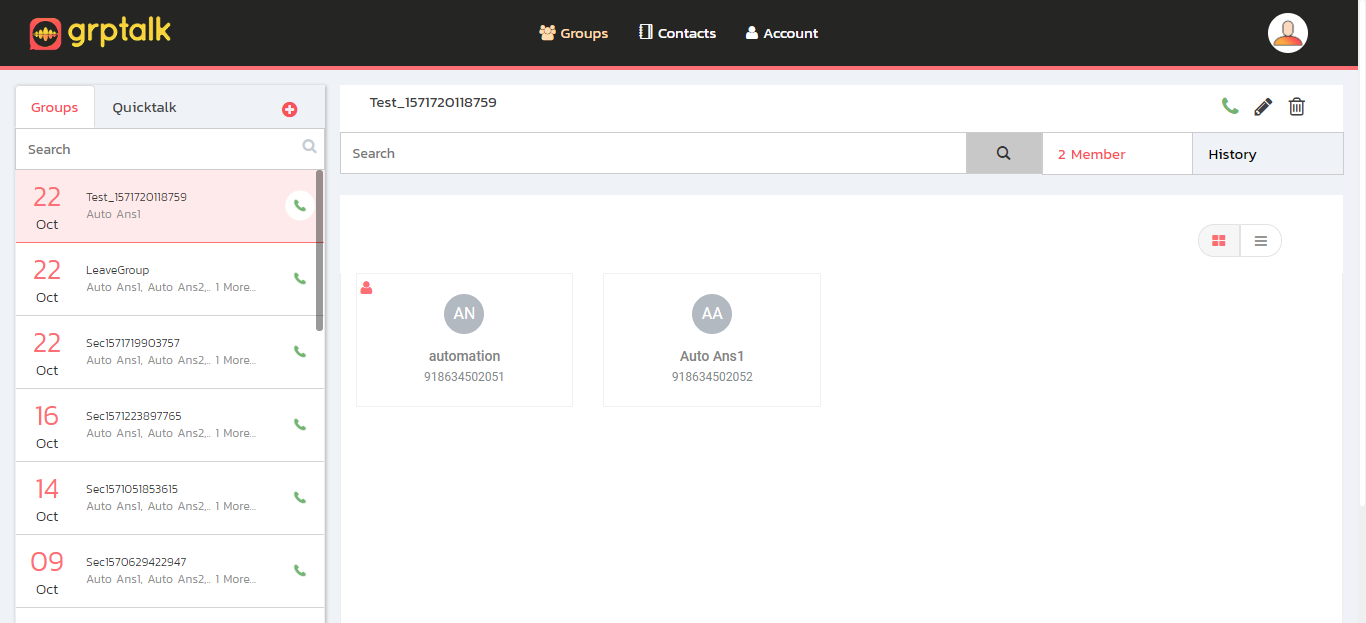 grptalk
Groups
Contacts
Account
Groups
Quicktalk
Search
22
Oct
Test_1571720118759
Auto Ans1
22
Oct
LeaveGroup
Auto Ans1, Auto Ans2,.. 1 More...
22
Oct
Sec1571719903757
Auto Ans1, Auto Ans2,.. 1 More...
16
Oct
Sec1571223897765
Auto Ans1, Auto Ans2,.. 1 More...
14
Oct
Sec1571051853615
Auto Ans1, Auto Ans2,.. 1 More...
09
Oct
Sec1570629422947
Auto Ans1, Auto Ans2,.. 1 More...
Test_1571720118759
Search
2 Member
History
AN
automation
918634502051
AA
Auto Ans1
918634502052